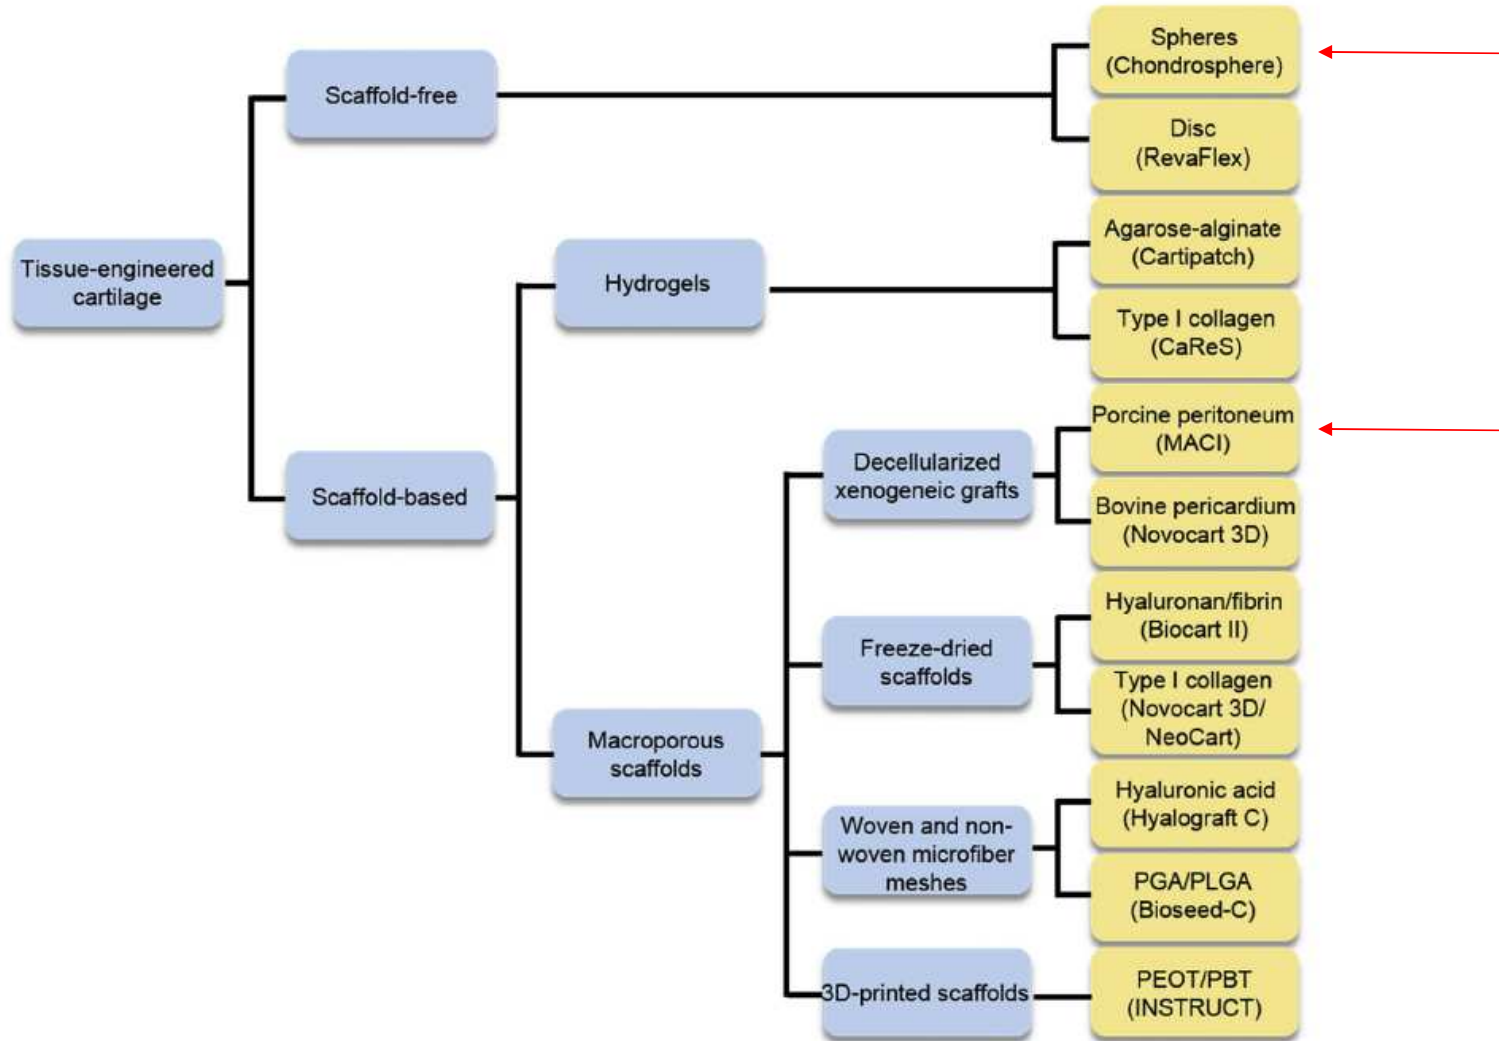 Spheres
(Chondrosphere)
Scaffold-free
Disc
(RevaFlex)
Tissue-engineered
cartilage
Hydrogels
Agarose-alginate
(Cartipatch)
Type I collagen
(CaReS)
Scaffold-based
Decellularized
xenogeneic grafts
Porcine peritoneum
(MACI)
Bovine pericardium
(Novocart 3D)
Macroporous
scaffolds
Freeze-dried
scaffolds
Hyaluronan/fibrin
(Biocart II)
Type I collagen
(Novocart 3D/
NeoCart)
Woven and non-
woven microfiber
meshes
Hyaluronic acid
(Hyalograft C)
PGA/PLGA
(Bioseed-C)
3D-printed scaffolds
PEOT/PBT
(INSTRUCT)